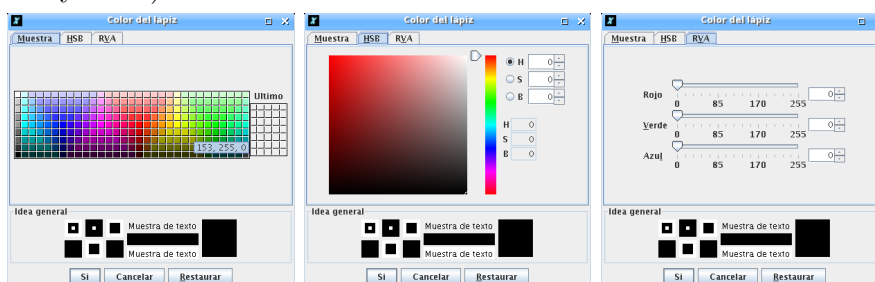 Color del lápiz
Muestra HSB RVA
Ultimo
153, 255, 0
Idea general
Muestra de texto
Muestra de texto
Si Cancelar Restaurar
Color del lápiz
Muestra HSB RVA
H 0
S 0
B 0
H 0
S 0
B 0
Idea general
Muestra de texto
Muestra de texto
Si Cancelar Restaurar
Color del lápiz
Muestra HSB RVA
Rojo 0
0 85 170 255
Verde 0
0 85 170 255
Azul 0
0 85 170 255
Idea general
Muestra de texto
Muestra de texto
Si Cancelar Restaurar